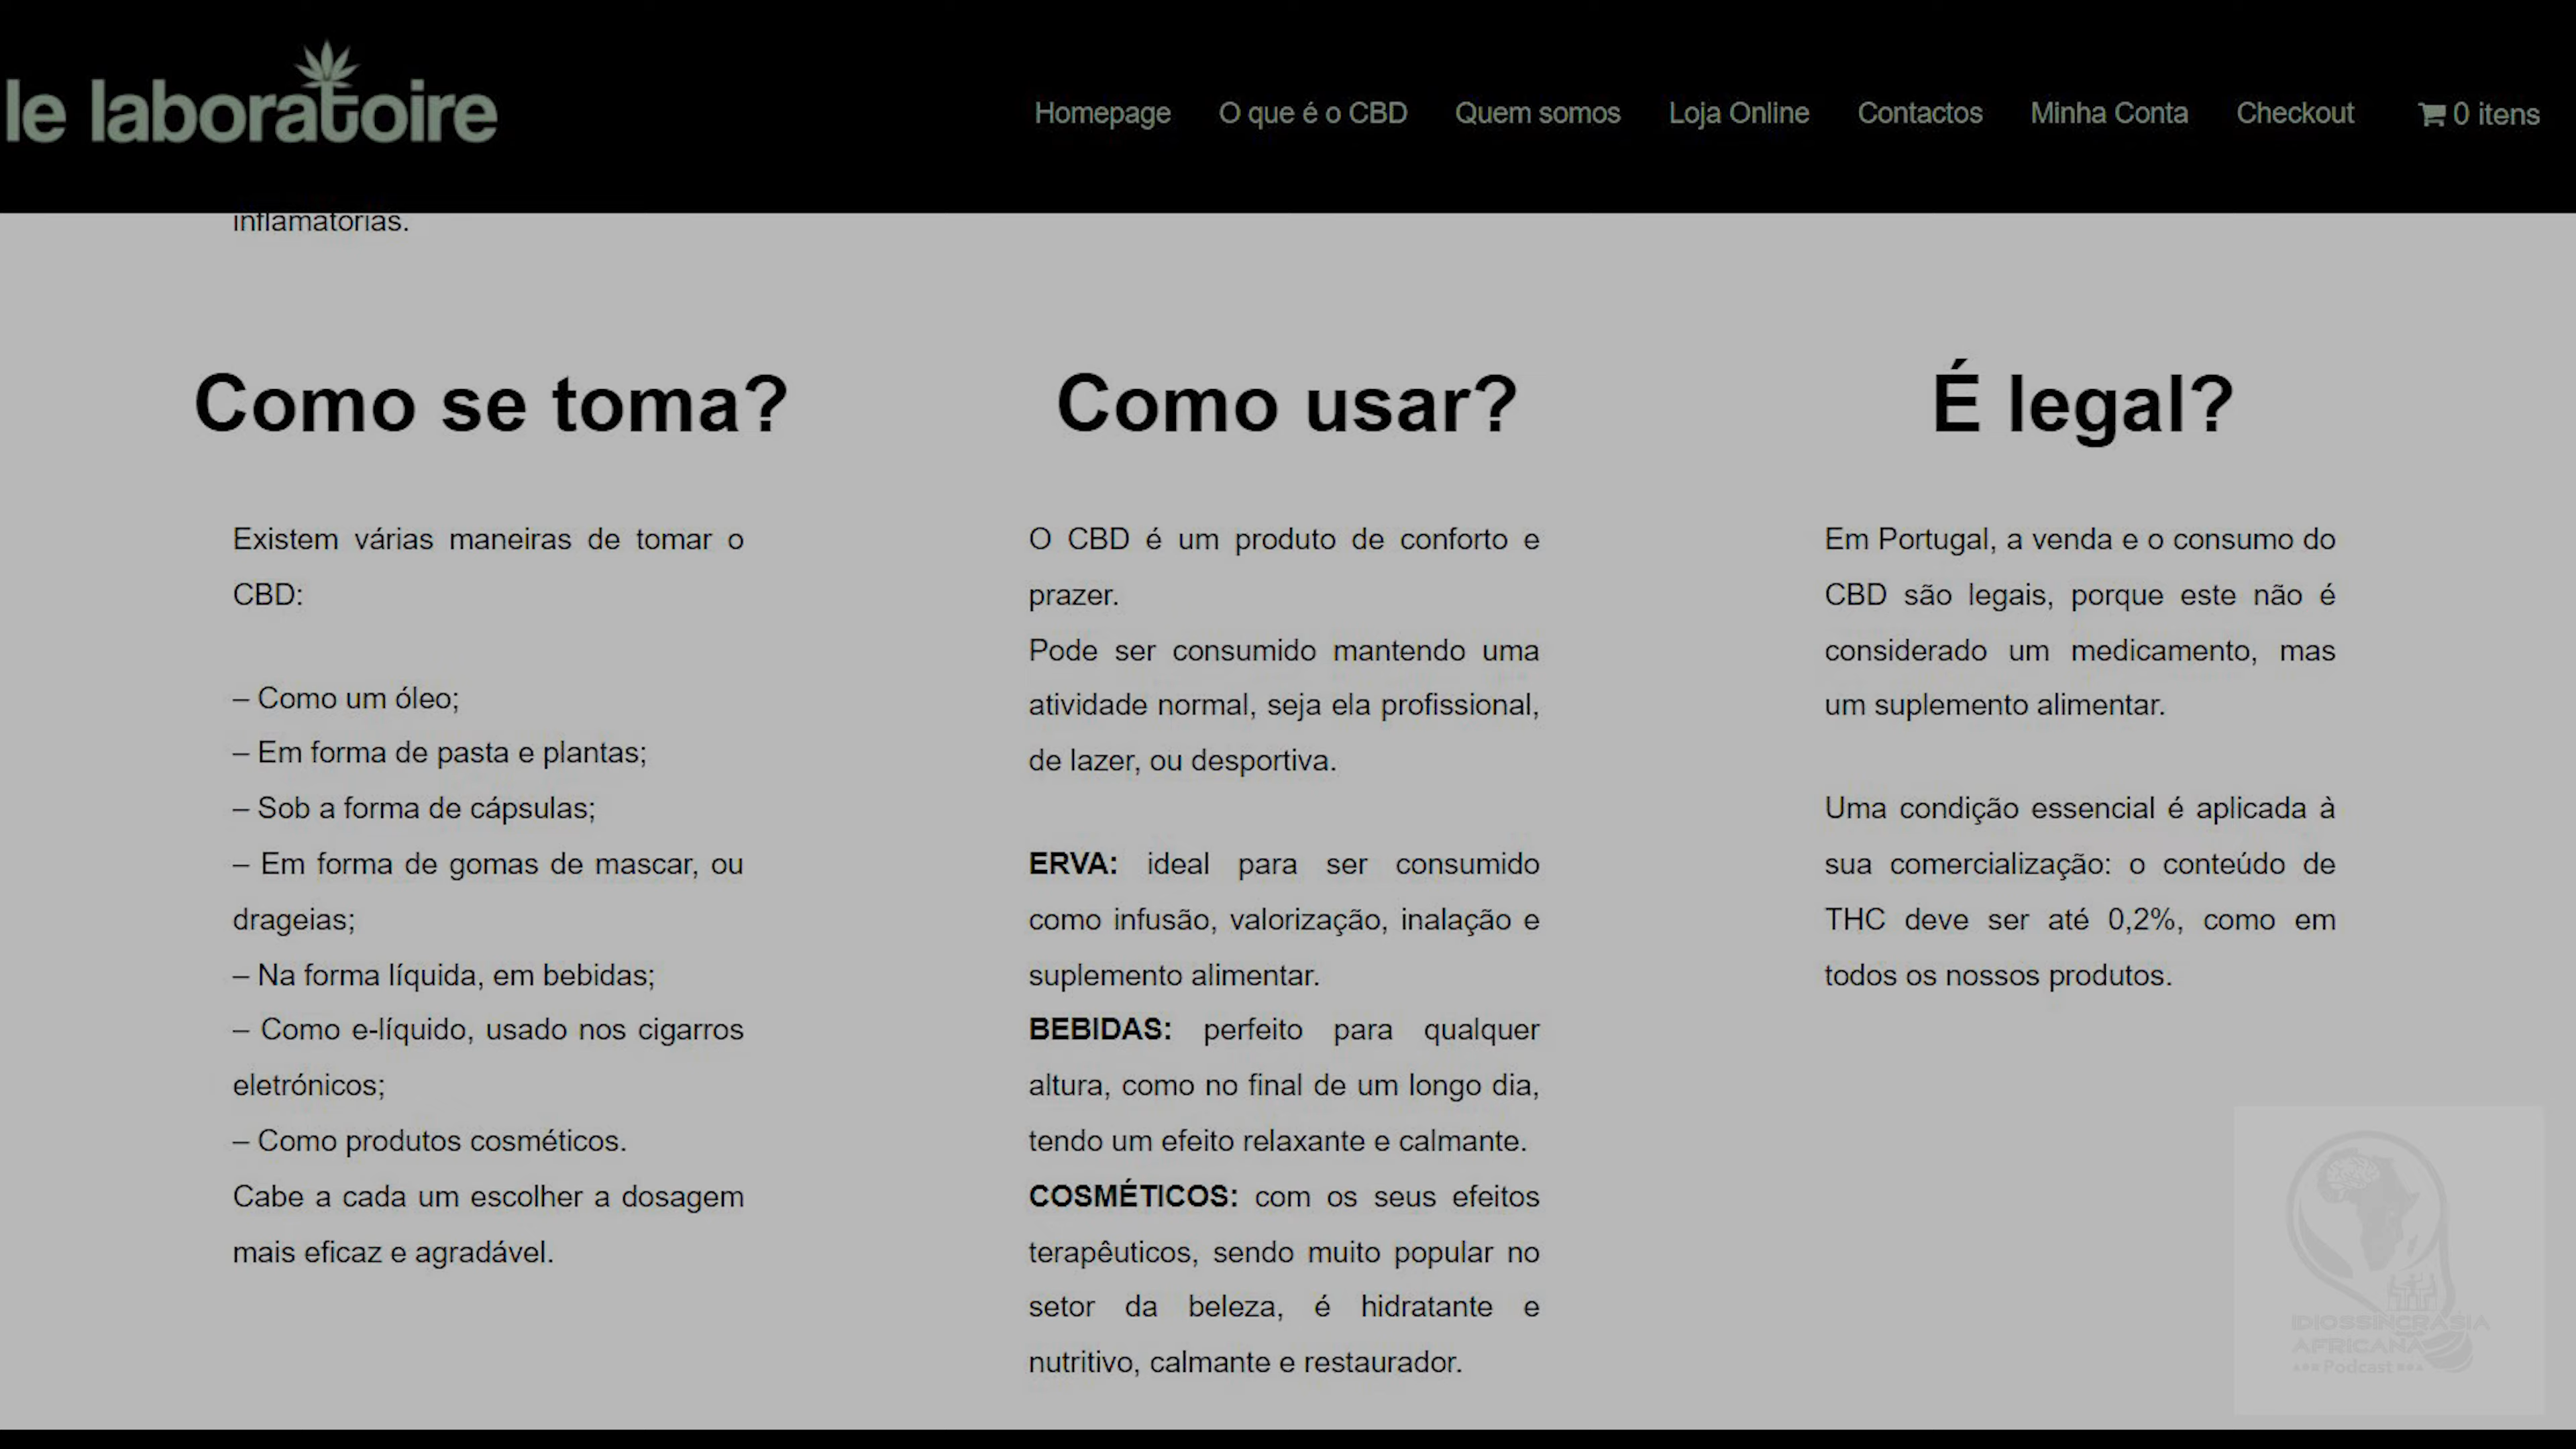 le laboratoire
Homepage O que é o CBD Quem somos Loja Online Contactos Minha Conta Checkout 0 itens
inflamatórias.
Como se toma?
Existem várias maneiras de tomar o
CBD:
– Como um óleo;
– Em forma de pasta e plantas;
– Sob a forma de cápsulas;
– Em forma de gomas de mascar, ou
drageias;
– Na forma líquida, em bebidas;
– Como e-líquido, usado nos cigarros
eletrónicos;
– Como produtos cosméticos.
Cabe a cada um escolher a dosagem
mais eficaz e agradável.
Como usar?
O CBD é um produto de conforto e
prazer.
Pode ser consumido mantendo uma
atividade normal, seja ela profissional,
de lazer, ou desportiva.
ERVA: ideal para ser consumido
como infusão, valorização, inalação e
suplemento alimentar.
BEBIDAS: perfeito para qualquer
altura, como no final de um longo dia,
tendo um efeito relaxante e calmante.
COSMÉTICOS: com os seus efeitos
terapêuticos, sendo muito popular no
setor da beleza, é hidratante e
nutritivo, calmante e restaurador.
É legal?
Em Portugal, a venda e o consumo do
CBD são legais, porque este não é
considerado um medicamento, mas
um suplemento alimentar.
Uma condição essencial é aplicada à
sua comercialização: o conteúdo de
THC deve ser até 0,2%, como em
todos os nossos produtos.
IDIOSSINCRASIA
AFRICANA
Podcast